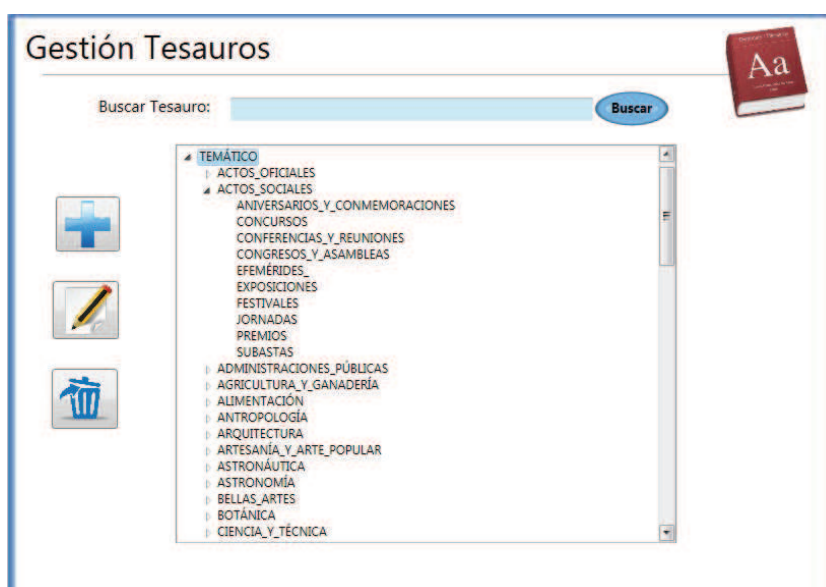 Gestión Tesauros
Aa
Buscar Tesauro:
Buscar
TEMÁTICO
ACTOS_OFICIALES
ACTOS_SOCIALES
ANIVERSARIOS_Y_CONMEMORACIONES
CONCURSOS
CONFERENCIAS_Y_REUNIONES
CONGRESOS_Y_ASAMBLEAS
EFEMÉRIDES_
EXPOSICIONES
FESTIVALES
JORNADAS
PREMIOS
SUBASTAS
ADMINISTRACIONES_PÚBLICAS
AGRICULTURA_Y_GANADERÍA
ALIMENTACIÓN
ANTROPOLOGÍA
ARQUITECTURA
ARTESANÍA_Y_ARTE_POPULAR
ASTRONÁUTICA
ASTRONOMÍA
BELLAS_ARTES
BOTÁNICA
CIENCIA_Y_TÉCNICA